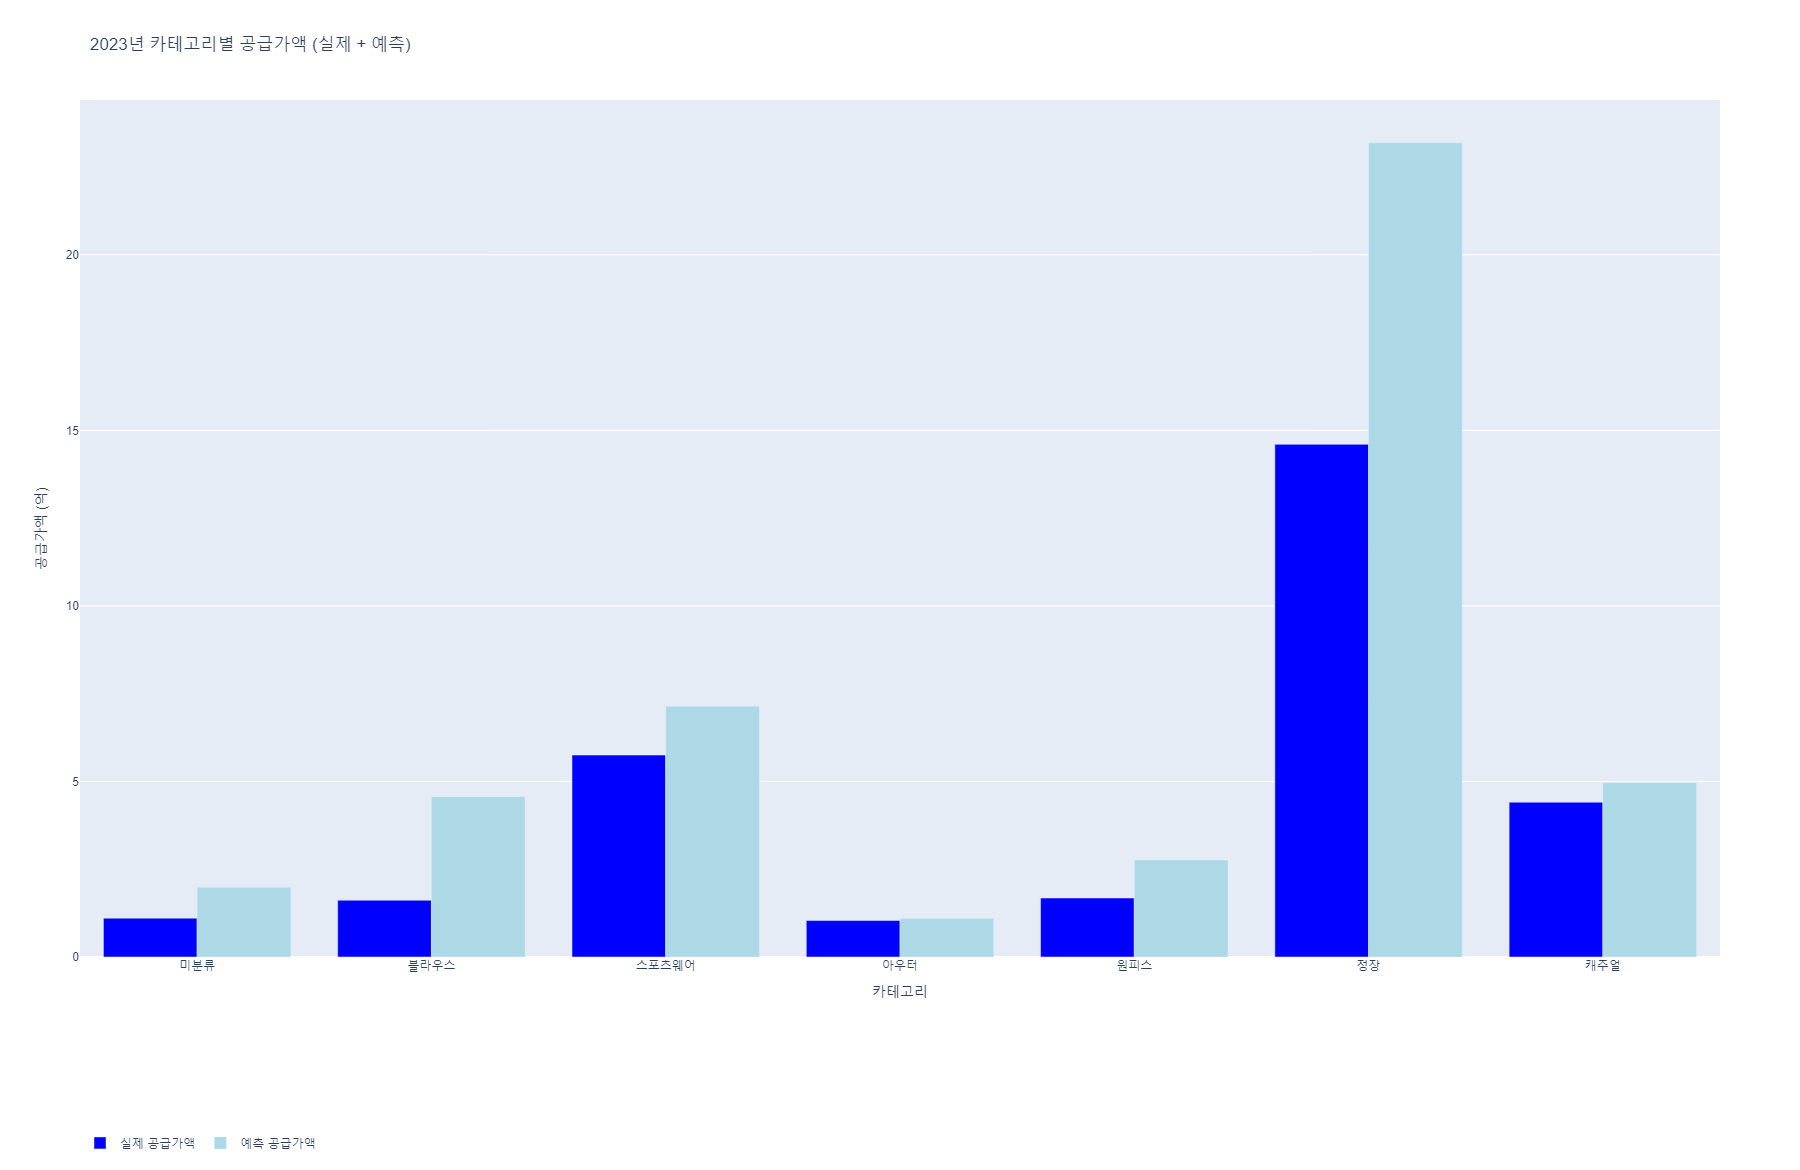 2023년 카테고리별 공급가액 (실제 + 예측)
공급가액 (억)
20
15
10
5
0
미분류
블라우스
스포츠웨어
아우터
원피스
정장
캐주얼
카테고리
실제 공급가액
예측 공급가액